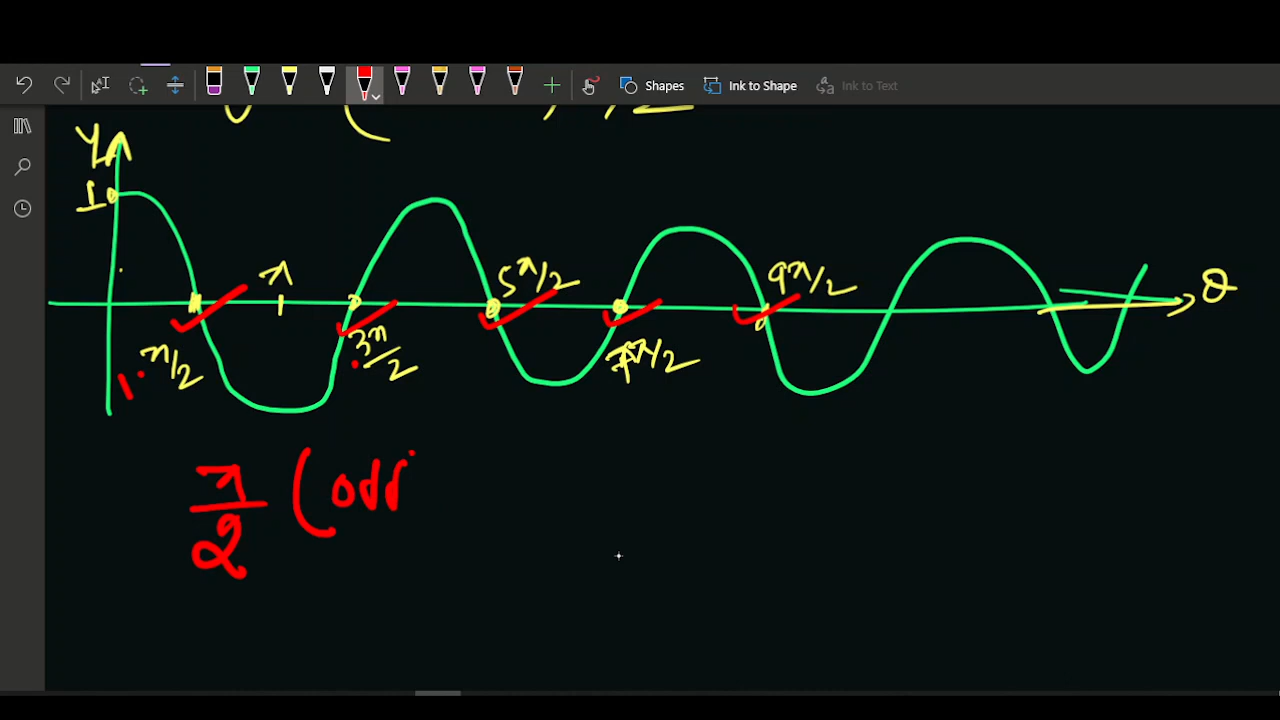 Shapes
Ink to Shape
Ink to Text
Y
1
π
5π/2
9π/2
θ
π/2
3π/2
7π/2
π/2 (odd